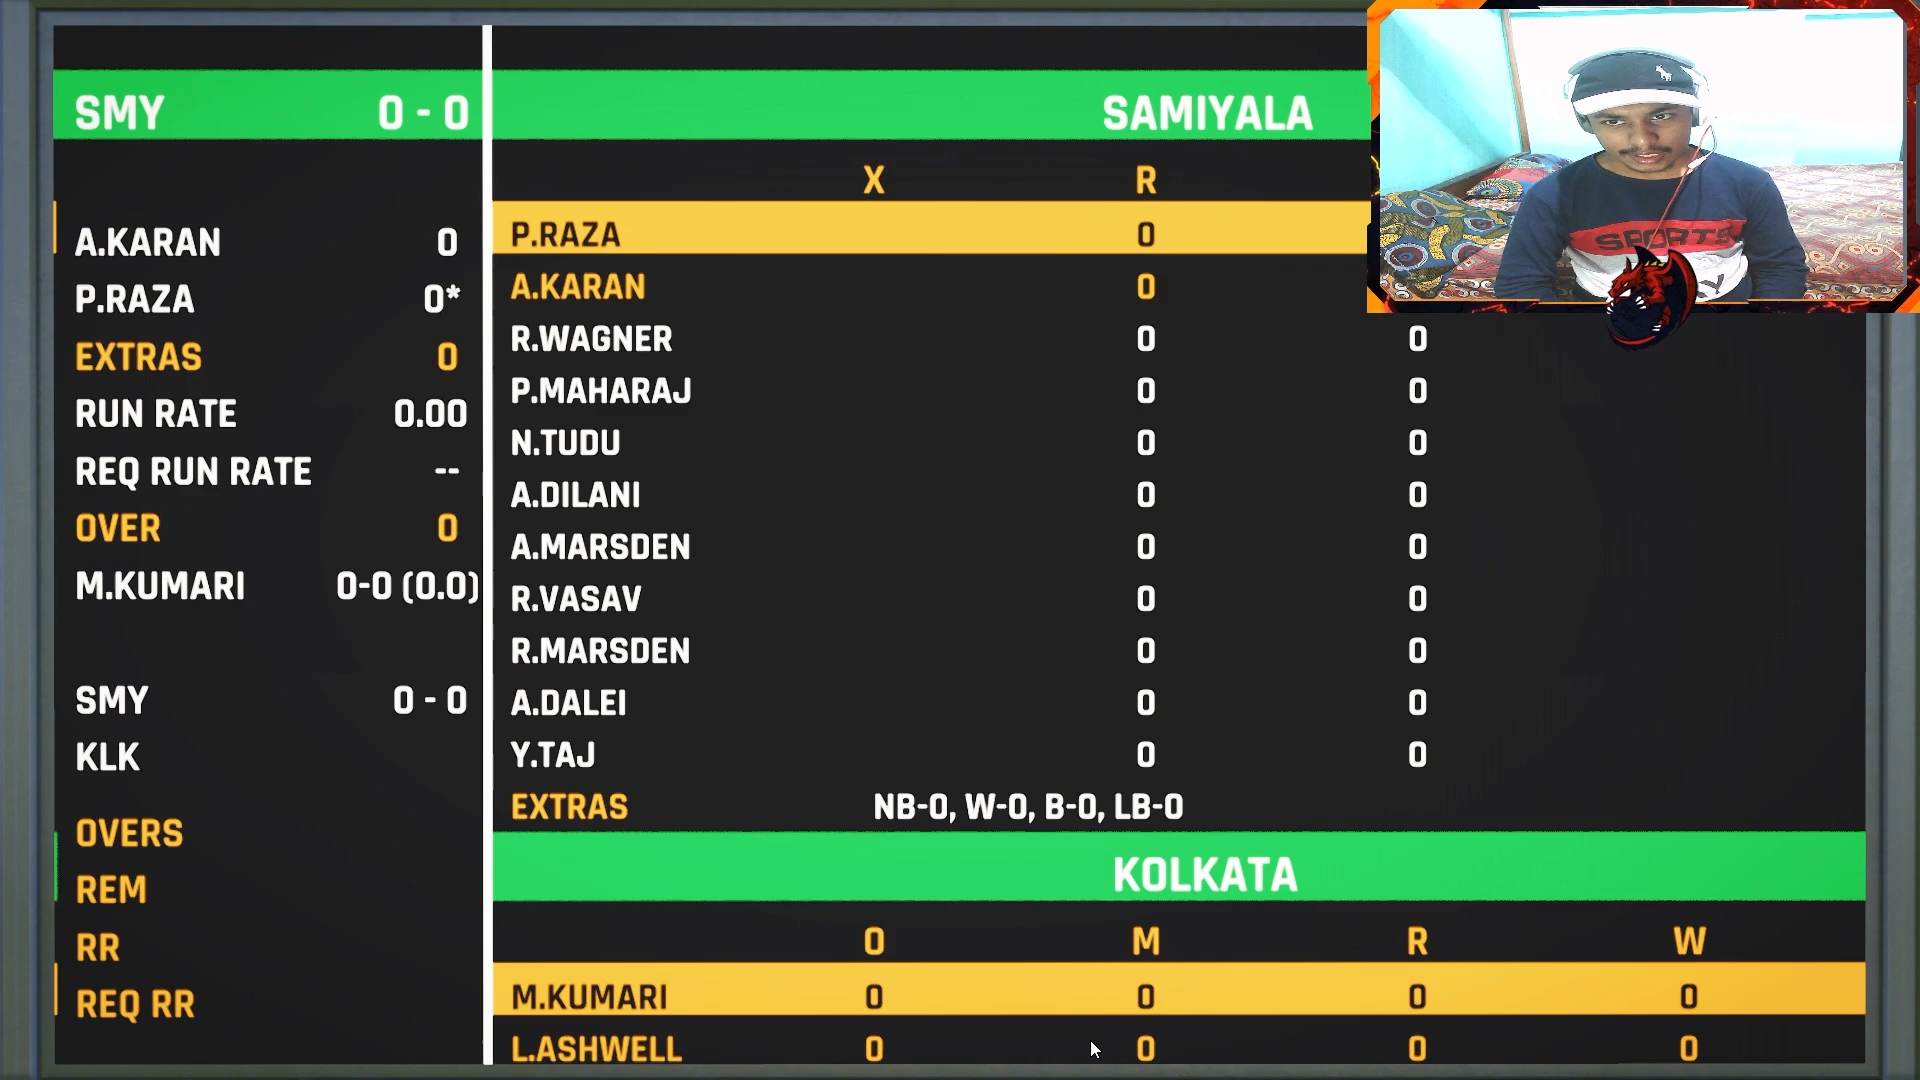 SMY 0 - 0
A.KARAN 0
P.RAZA 0*
EXTRAS 0
RUN RATE 0.00
REQ RUN RATE --
OVER 0
M.KUMARI 0-0 (0.0)
SMY 0 - 0
KLK
OVERS
REM
RR
REQ RR
SAMIYALA
X R
P.RAZA 0
A.KARAN 0
R.WAGNER 0 0
P.MAHARAJ 0 0
N.TUDU 0 0
A.DILANI 0 0
A.MARSDEN 0 0
R.VASAV 0 0
R.MARSDEN 0 0
A.DALEI 0 0
Y.TAJ 0 0
EXTRAS NB-0, W-0, B-0, LB-0
KOLKATA
O M R W
M.KUMARI 0 0 0 0
L.ASHWELL 0 0 0 0
SPORTS